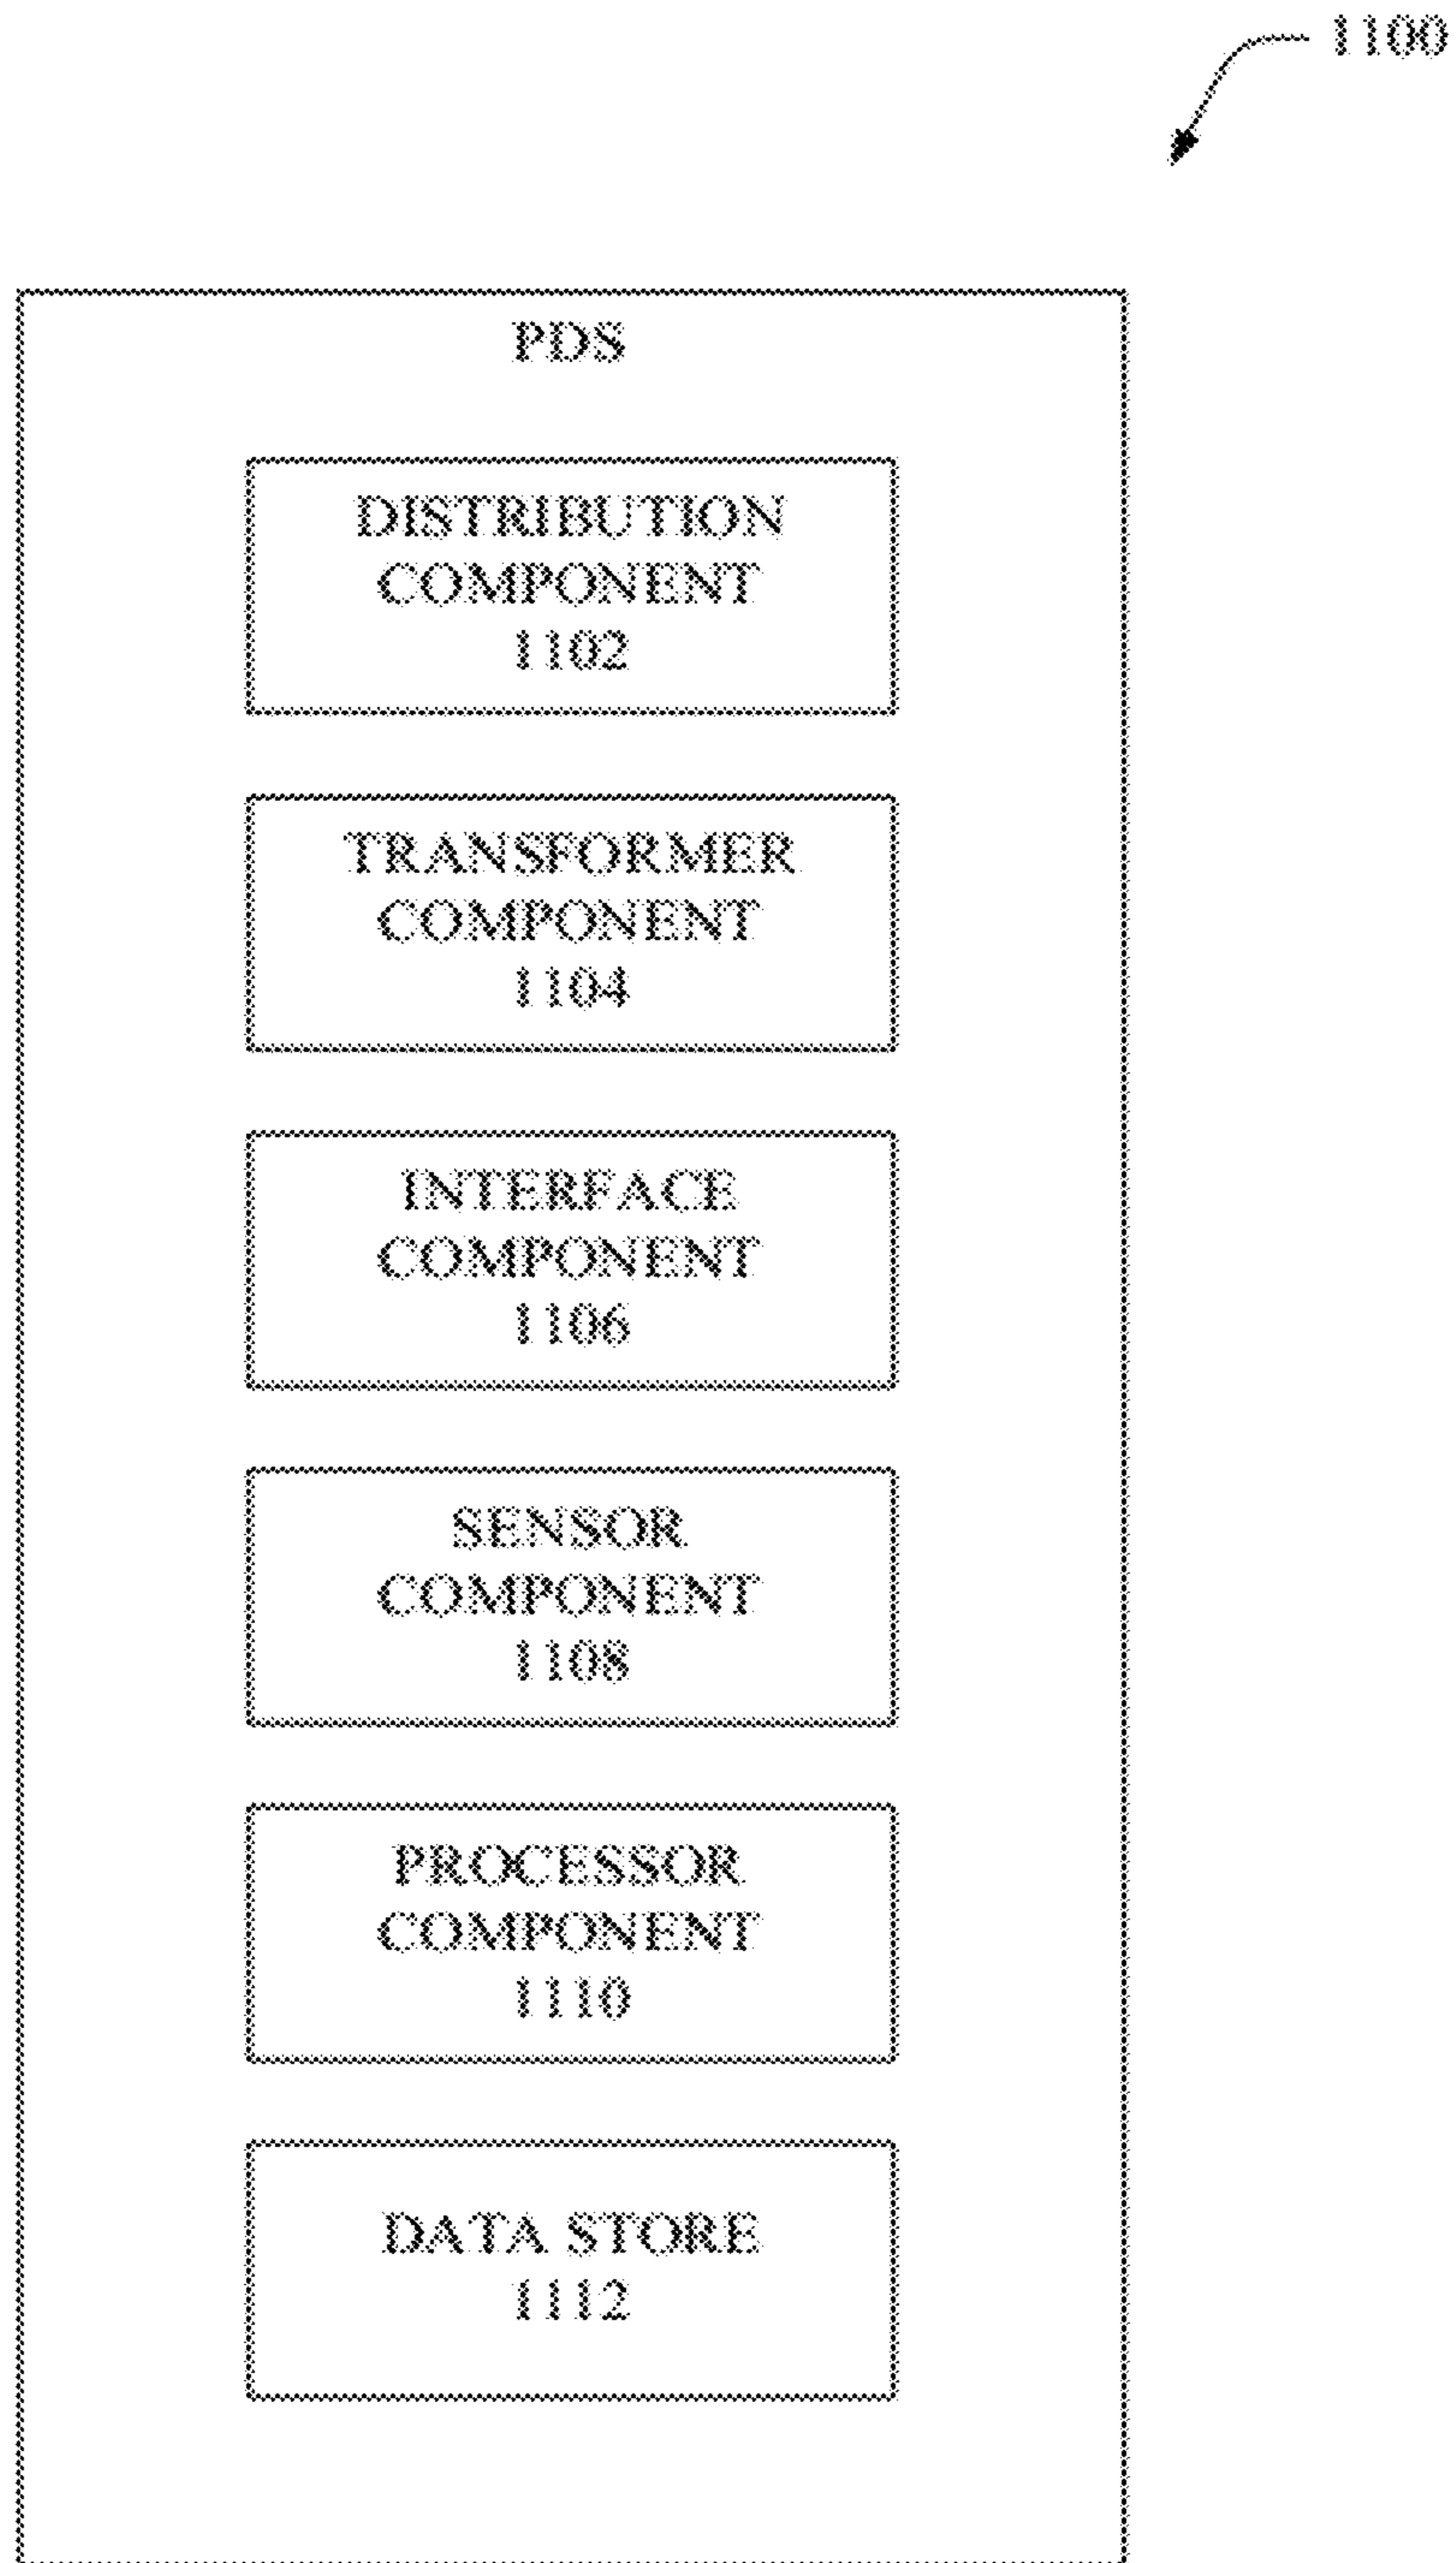 1100
PDS
DISTRIBUTION
COMPONENT
1102
TRANSFORMER
COMPONENT
1104
INTERFACE
COMPONENT
1106
SENSOR
COMPONENT
1108
PROCESSOR
COMPONENT
1110
DATA STORE
1112